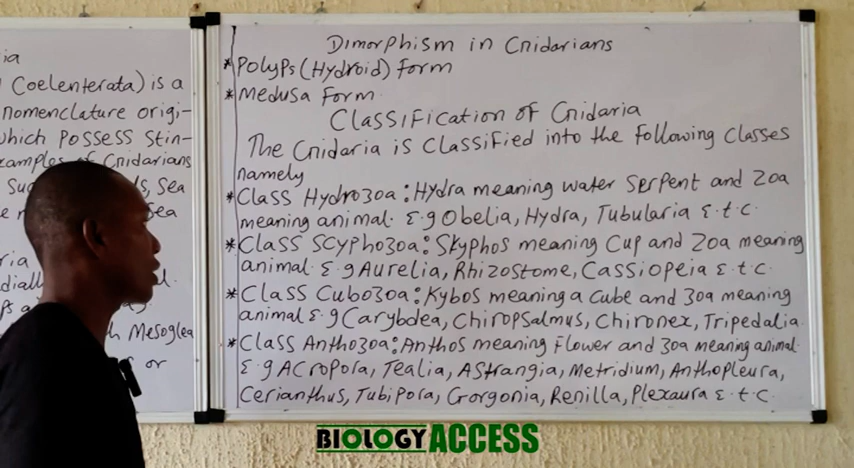 ia
Coelenterata) is a
nomenclature origi-
which possess stin-
of Cnidarians
Sea
Sea
Mesoglea
or
Dimorphism in Cnidarians
* Polyps (Hydroid) Form
* Medusa Form
Classification of Cnidaria
The Cnidaria is classified into the following classes
namely
* Class Hydrozoa: Hydra meaning water Serpent and Zoa
meaning animal. E.g Obelia, Hydra, Tubularia E.t.c.
* Class Scyphozoa: Skyphos meaning Cup and Zoa meaning
animal. E.g Aurelia, Rhizostome, Cassiopeia E.t.c.
* Class Cubozoa: Kybos meaning a Cube and zoa meaning
animal E.g Carybdea, Chiropsalmus, Chironex, Tripedalia.
* Class Anthozoa: Anthos meaning Flower and zoa meaning animal.
E.g Acropora, Tealia, Astrangia, Metridium, Anthopleura,
Cerianthus, Tubipora, Gorgonia, Renilla, Plexaura E.t.c.
BIOLOGY ACCESS